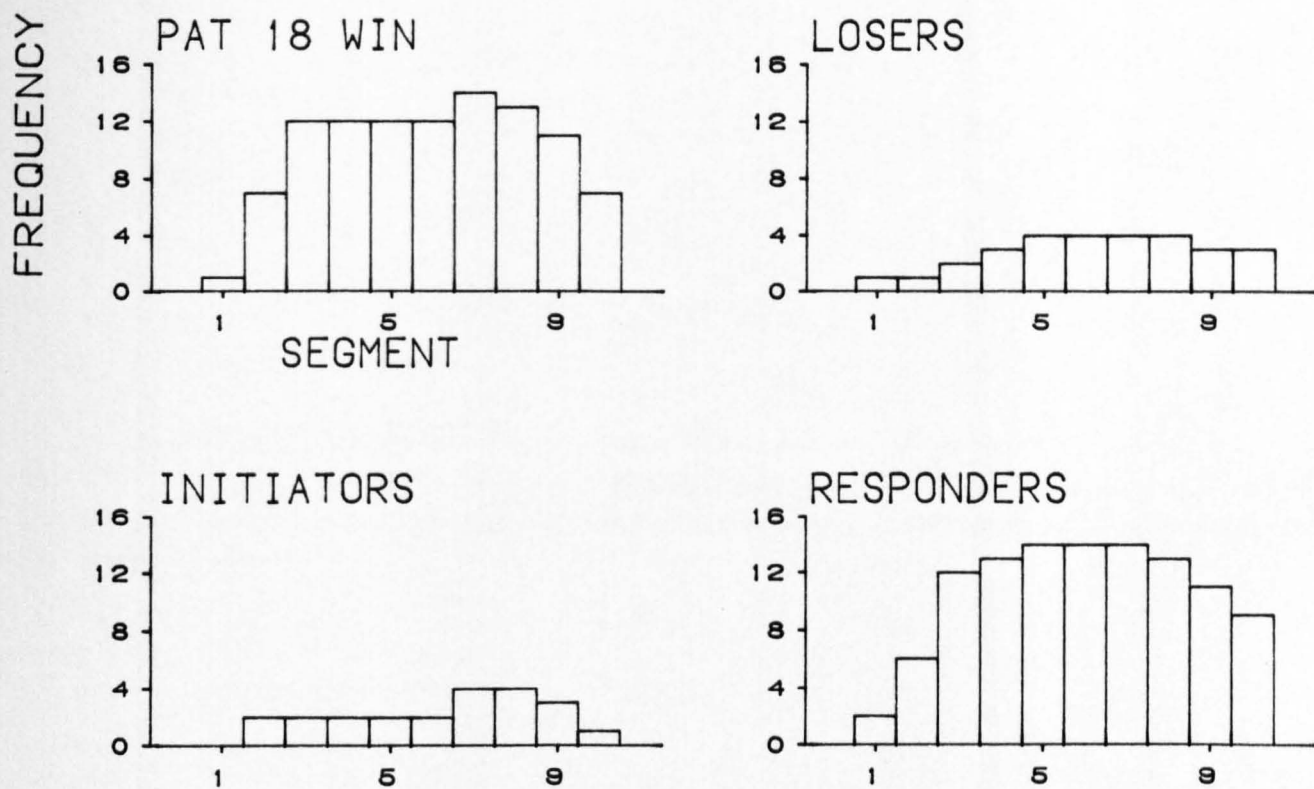 FREQUENCY
PAT 18 WIN
16
12
8
4
0
1 5 9
SEGMENT
LOSERS
16
12
8
4
0
1 5 9
INITIATORS
16
12
8
4
0
1 5 9
RESPONDERS
16
12
8
4
0
1 5 9